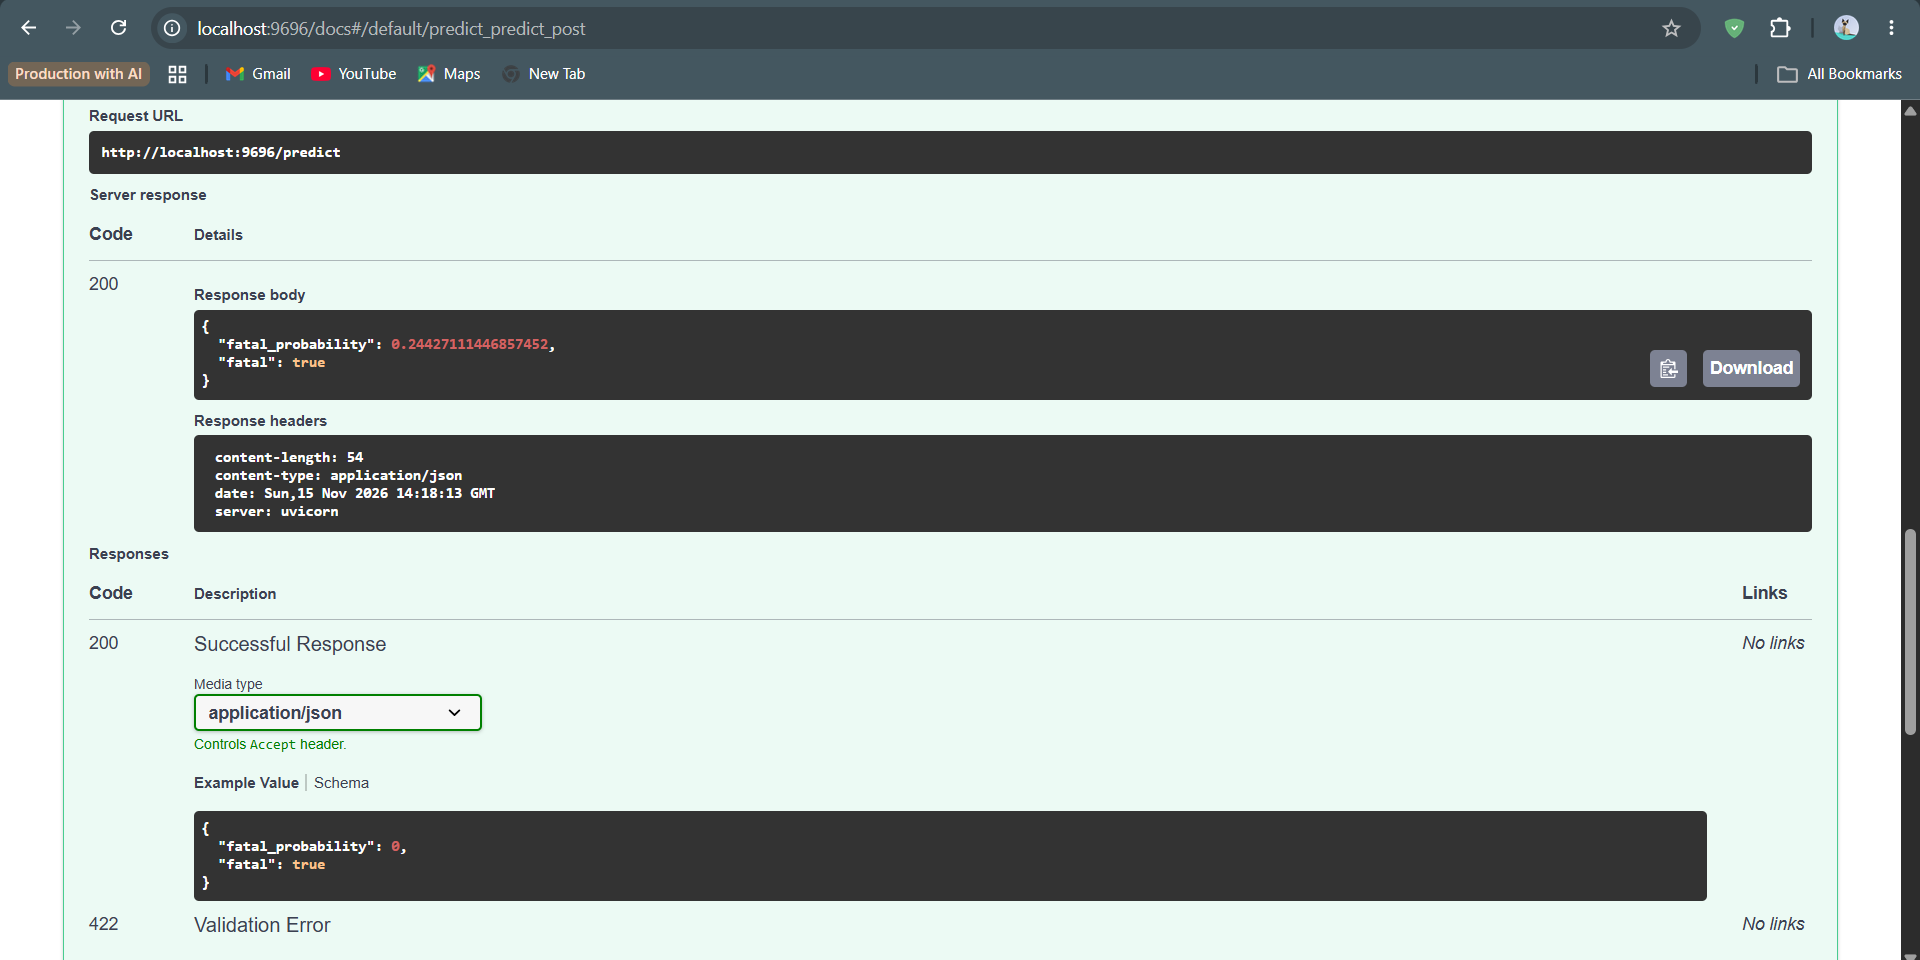 localhost:9696/docs#/default/predict_predict_post
Production with AI
Gmail
YouTube
Maps
New Tab
All Bookmarks
Request URL
http://localhost:9696/predict
Server response
Code Details
200
Response body
{
"fatal_probability": 0.24427111446857452,
"fatal": true
}
Download
Response headers
content-length: 54
content-type: application/json
date: Sun,15 Nov 2026 14:18:13 GMT
server: uvicorn
Responses
Code Description Links
200 Successful Response No links
Media type
application/json
Controls Accept header.
Example Value Schema
{
"fatal_probability": 0,
"fatal": true
}
422 Validation Error No links